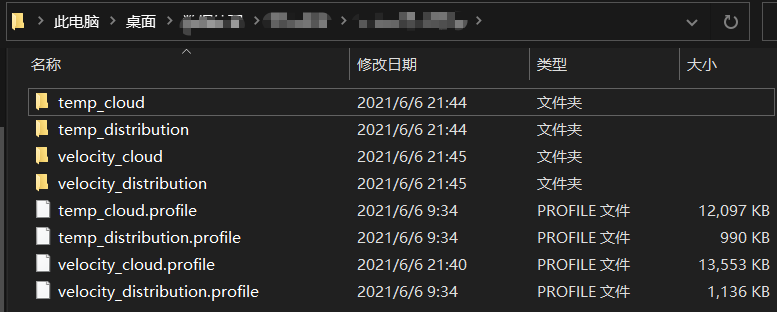 此电脑 桌面
名称 修改日期 类型 大小
temp_cloud 2021/6/6 21:44 文件夹
temp_distribution 2021/6/6 21:44 文件夹
velocity_cloud 2021/6/6 21:45 文件夹
velocity_distribution 2021/6/6 21:45 文件夹
temp_cloud.profile 2021/6/6 9:34 PROFILE 文件 12,097 KB
temp_distribution.profile 2021/6/6 9:34 PROFILE 文件 990 KB
velocity_cloud.profile 2021/6/6 21:40 PROFILE 文件 13,553 KB
velocity_distribution.profile 2021/6/6 9:34 PROFILE 文件 1,136 KB